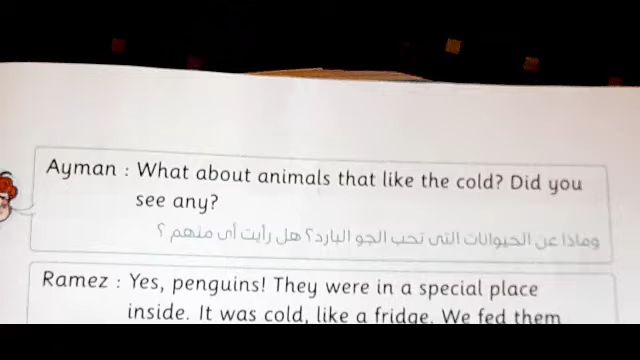 Ayman : What about animals that like the cold? Did you
see any?
وماذا عن الحيوانات التى تحب الجو البارد؟ هل رأيت أى منهم ؟
Ramez : Yes, penguins! They were in a special place
inside. It was cold, like a fridge. We fed them